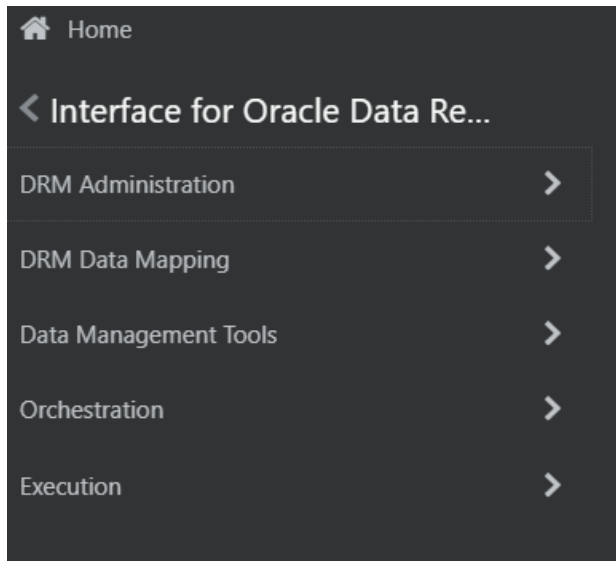 Home
Interface for Oracle Data Re...
DRM Administration
DRM Data Mapping
Data Management Tools
Orchestration
Execution